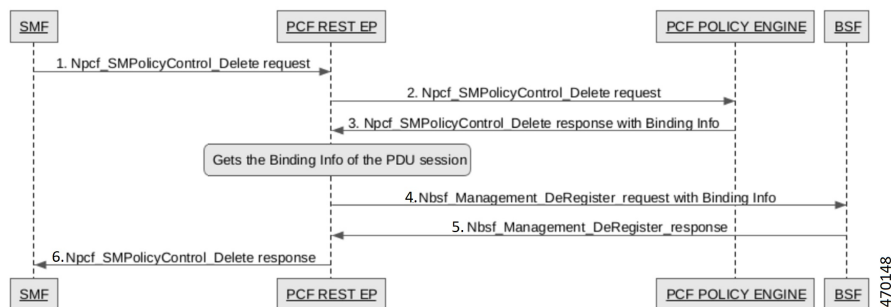 SMF PCF REST EP PCF POLICY ENGINE BSF
1. Npcf_SMPolicyControl_Delete request
2. Npcf_SMPolicyControl_Delete request
3. Npcf_SMPolicyControl_Delete response with Binding Info
Gets the Binding Info of the PDU session
4.Nbsf_Management_DeRegister_request with Binding Info
5. Nbsf_Management_DeRegister_response
6.Npcf_SMPolicyControl_Delete response
SMF PCF REST EP PCF POLICY ENGINE BSF
470148